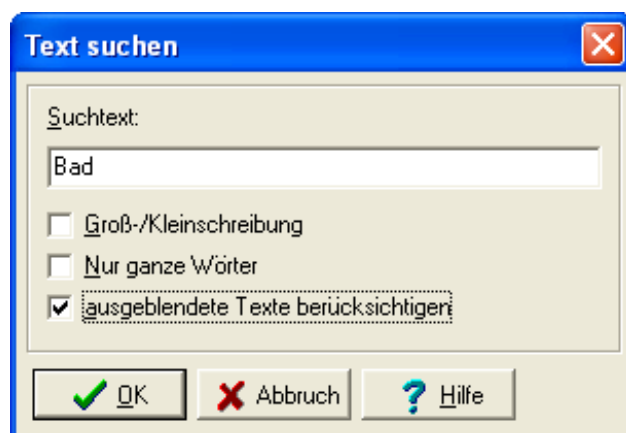 Text suchen
Suchtext:
Bad
Groß-/Kleinschreibung
Nur ganze Wörter
ausgeblendete Texte berücksichtigen
OK Abbruch Hilfe